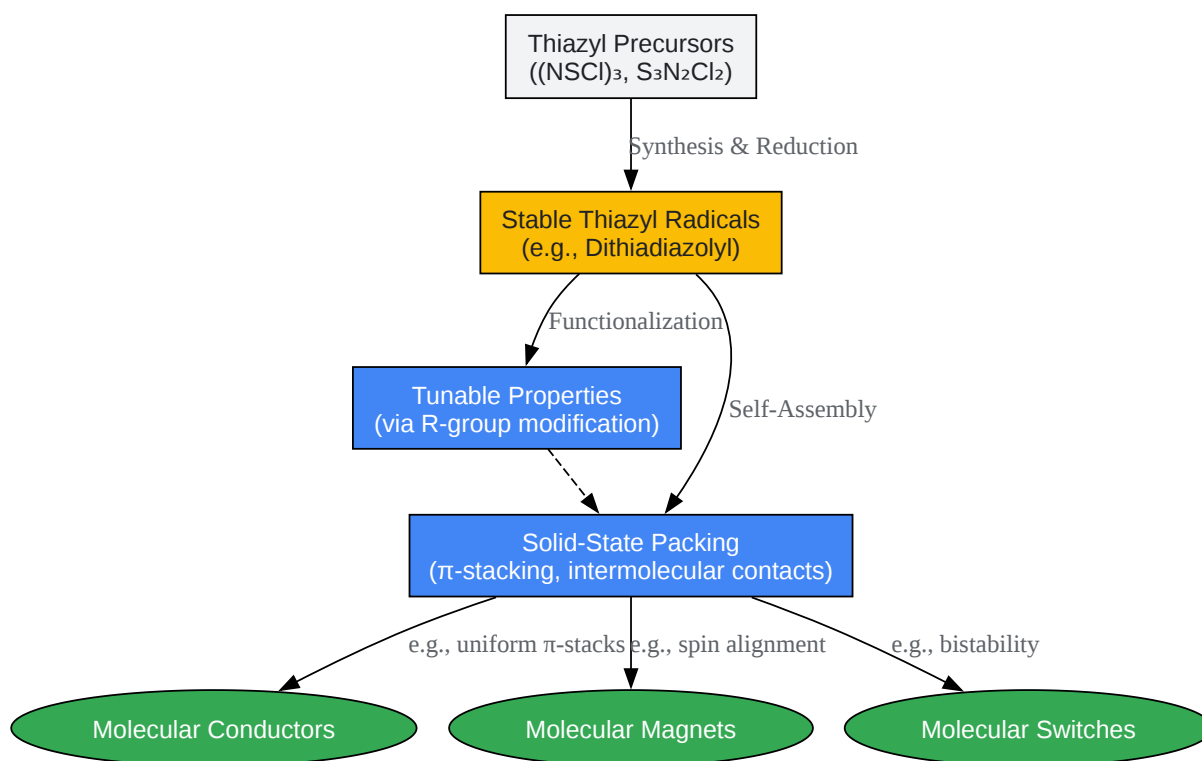 Thiazyl Precursors
((NSCl)₃, S₃N₂Cl₂)
Synthesis & Reduction
Stable Thiazyl Radicals
(e.g., Dithiadiazolyl)
Functionalization
Tunable Properties
(via R-group modification)
Self-Assembly
Solid-State Packing
(π-stacking, intermolecular contacts)
e.g., uniform π-stacks
e.g., spin alignment
e.g., bistability
Molecular Conductors
Molecular Magnets
Molecular Switches